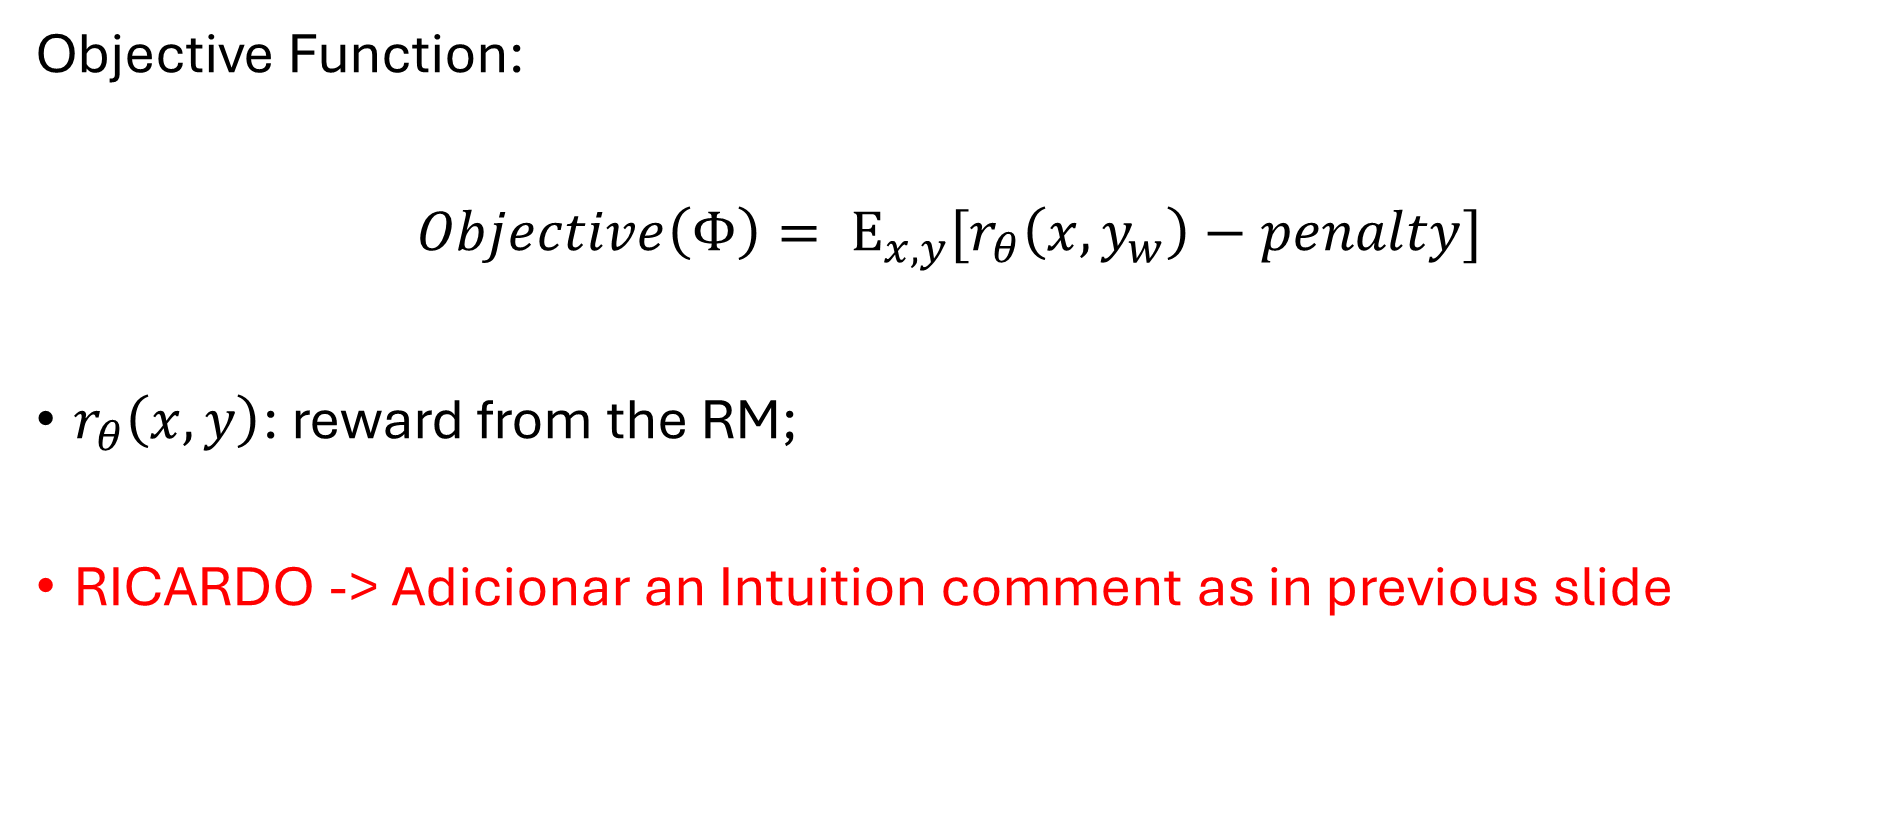 Objective Function:
Objective(Φ) = E_{x,y}[r_θ(x, y_w) − penalty]
• r_θ(x, y): reward from the RM;
• RICARDO -> Adicionar an Intuition comment as in previous slide